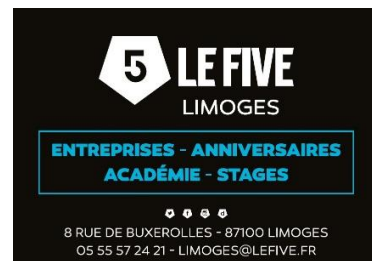 5 LE FIVE
LIMOGES
ENTREPRISES - ANNIVERSAIRES
ACADÉMIE - STAGES
8 RUE DE BUXEROLLES - 87100 LIMOGES
05 55 57 24 21 - LIMOGES@LEFIVE.FR